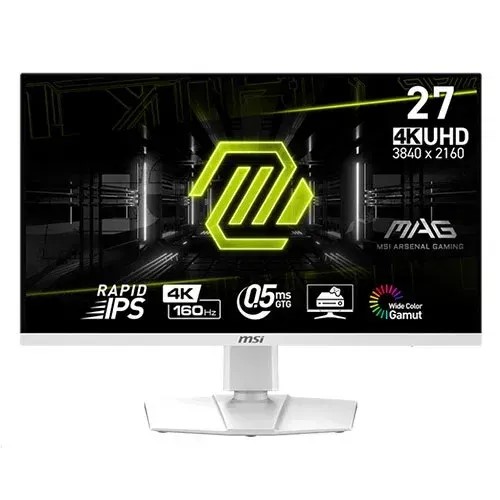 27
4K UHD
3840 x 2160
MAG
MSI ARSENAL GAMING
RAPID
IPS
4K
160Hz
0.5ms
GTG
Wide Color
Gamut
msi